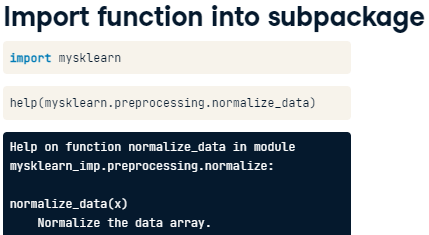 Import function into subpackage
import mysklearn
help(mysklearn.preprocessing.normalize_data)
Help on function normalize_data in module
mysklearn_imp.preprocessing.normalize:
normalize_data(x)
    Normalize the data array.